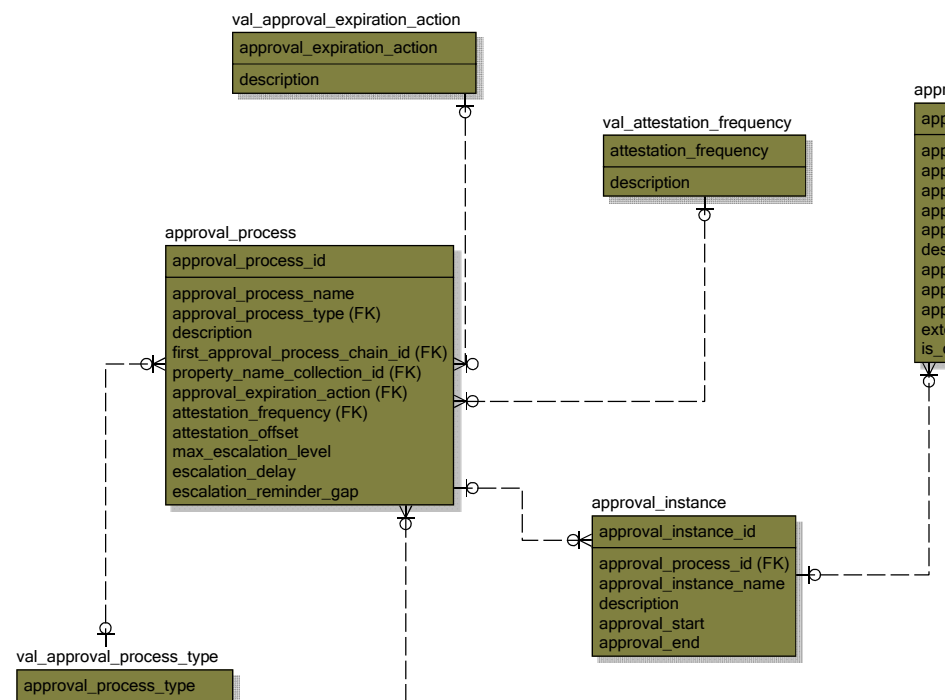 val_approval_expiration_action
approval_expiration_action
description
val_attestation_frequency
attestation_frequency
description
approval_process
approval_process_id
approval_process_name
approval_process_type (FK)
description
first_approval_process_chain_id (FK)
property_name_collection_id (FK)
approval_expiration_action (FK)
attestation_frequency (FK)
attestation_offset
max_escalation_level
escalation_delay
escalation_reminder_gap
approval_instance
approval_instance_id
approval_process_id (FK)
approval_instance_name
description
approval_start
approval_end
val_approval_process_type
approval_process_type